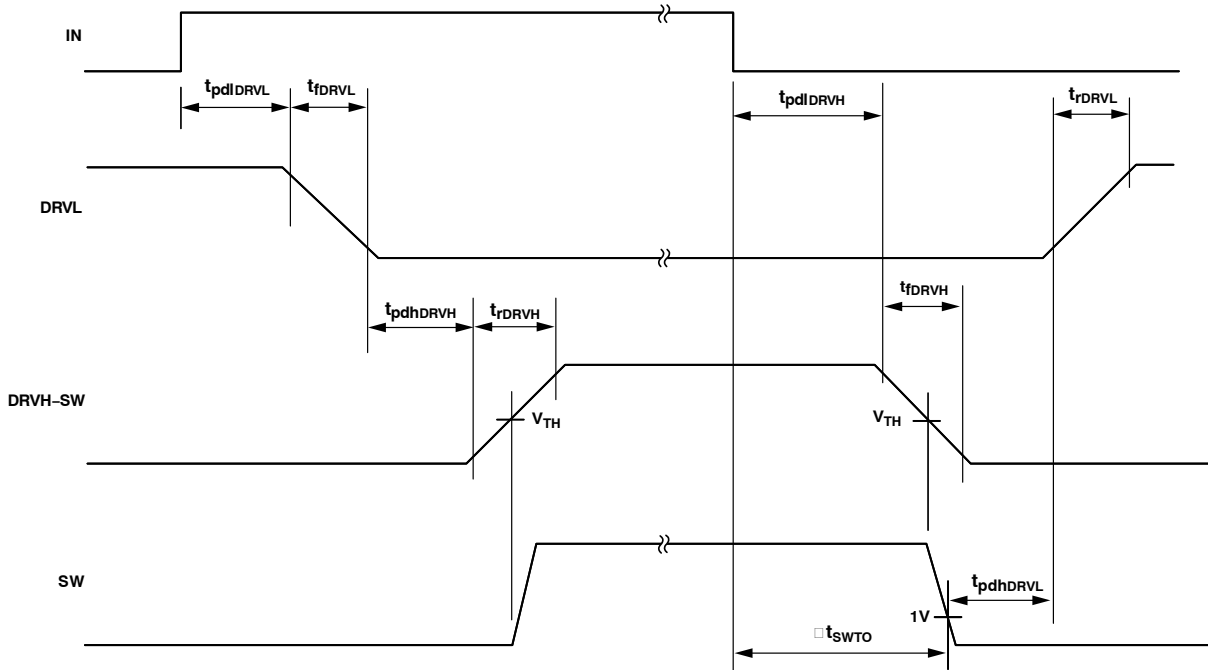 IN
tpdlDRVL
tfDRVL
tpdlDRVH
trDRVL
DRVL
tfDRVH
tpdhDRVH
trDRVH
DRVH–SW
VTH
VTH
SW
tpdhDRVL
1V
□tSWTO